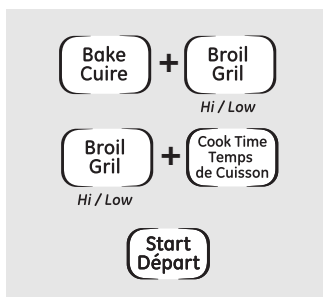 Bake
Cuire
+
Broil
Gril
Hi / Low
Broil
Gril
Hi / Low
+
Cook Time
Temps
de Cuisson
Start
Départ